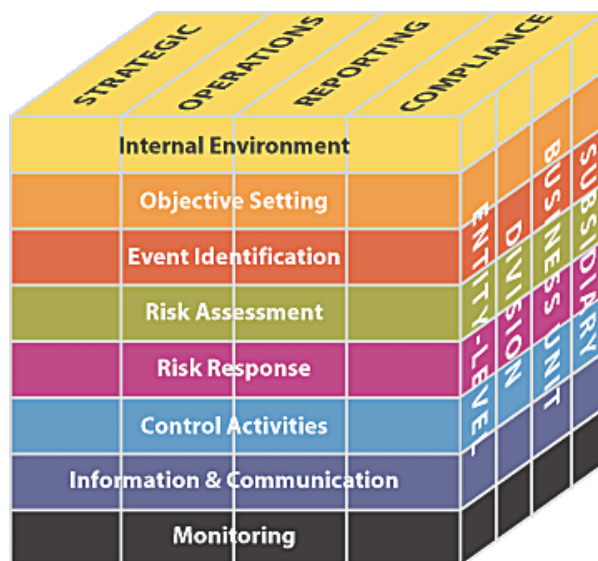 STRATEGIC
OPERATIONS
REPORTING
COMPLIANCE
Internal Environment
Objective Setting
Event Identification
Risk Assessment
Risk Response
Control Activities
Information & Communication
Monitoring
ENTITY-LEVEL
DIVISION
BUSINESS UNIT
SUBSIDIARY